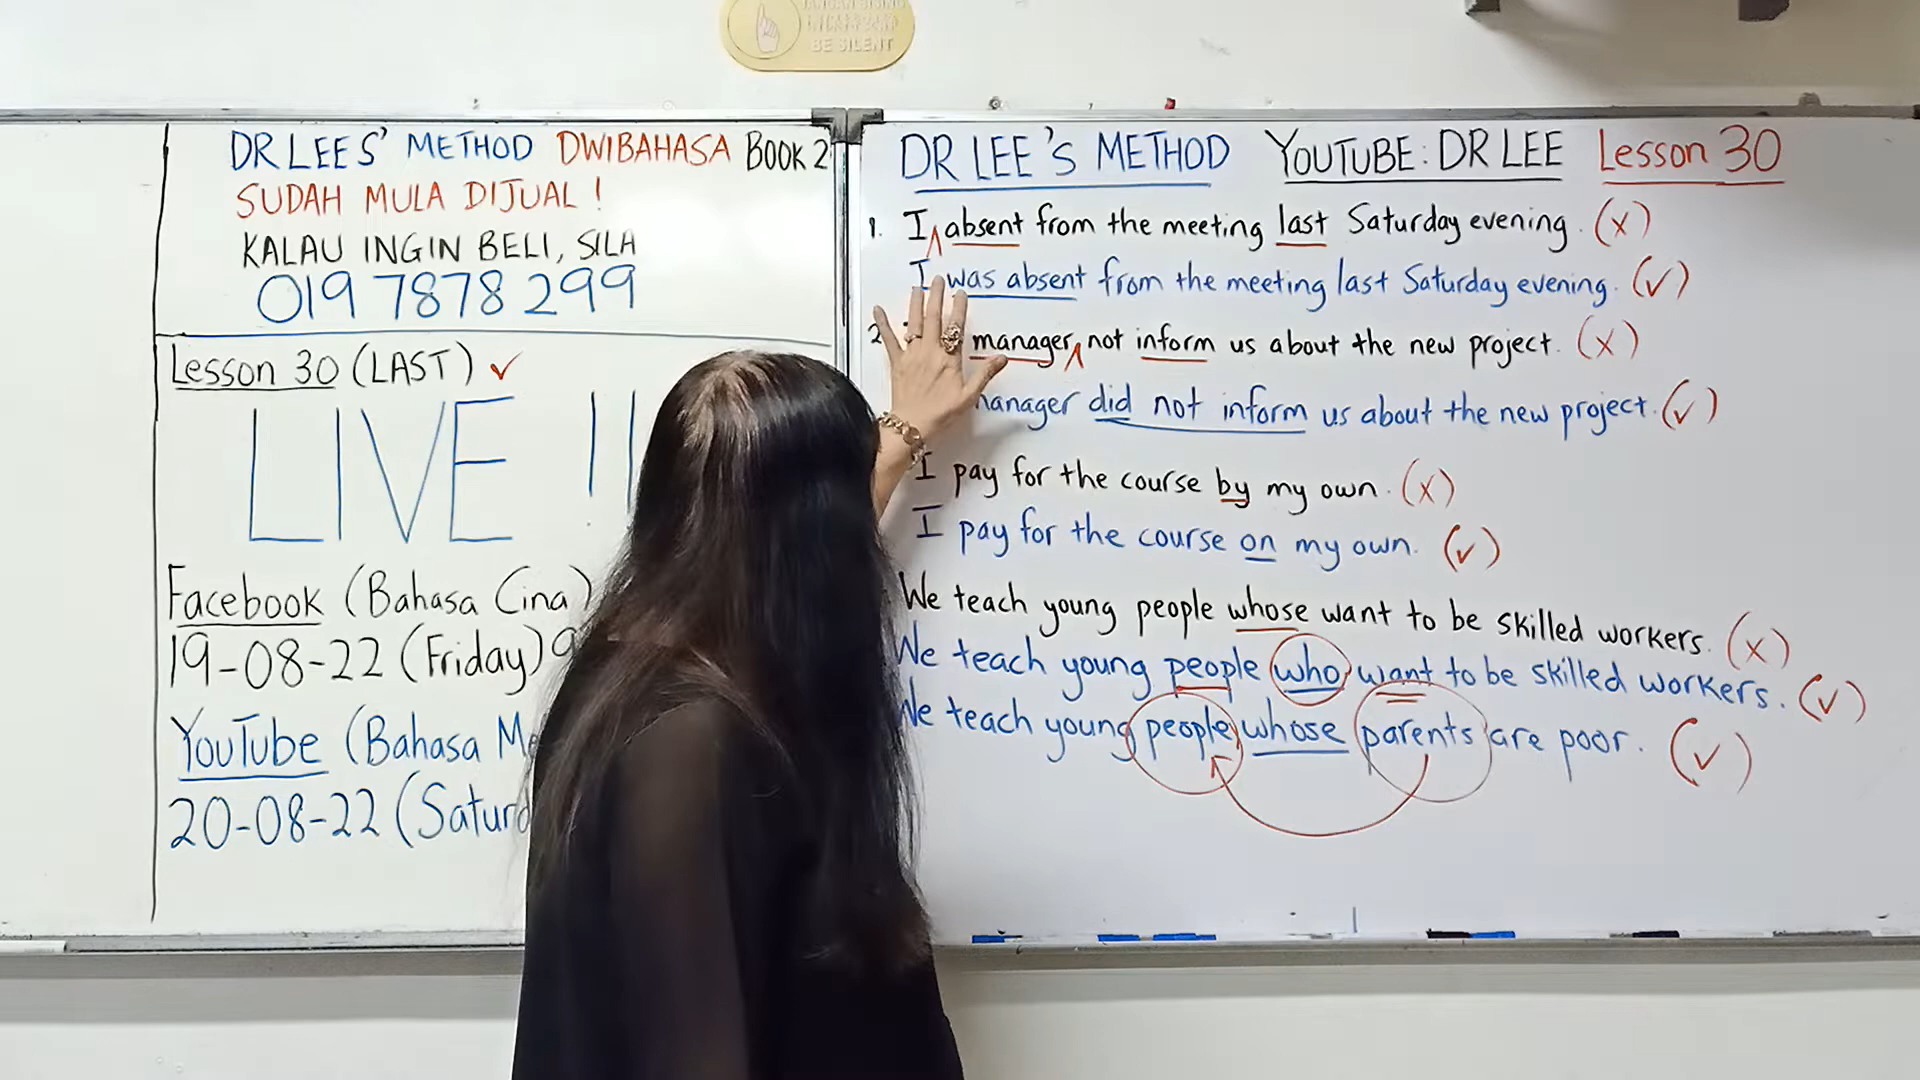 BE SILENT
DR LEES' METHOD DWIBAHASA BOOK 2
SUDAH MULA DIJUAL !
KALAU INGIN BELI, SILA
019 7878 299
Lesson 30 (LAST) ✓
LIVE !!
Facebook (Bahasa Cina)
19-08-22 (Friday) 9
YouTube (Bahasa
20-08-22 (
DR LEE'S METHOD YOUTUBE: DR LEE Lesson 30
1. I absent from the meeting last Saturday evening. (x)
I was absent from the meeting last Saturday evening. (✓)
2. manager not inform us about the new project. (x)
manager did not inform us about the new project. (✓)
I pay for the course by my own. (x)
I pay for the course on my own. (✓)
We teach young people whose want to be skilled workers. (x)
We teach young people who want to be skilled workers. (✓)
We teach young people whose parents are poor. (✓)